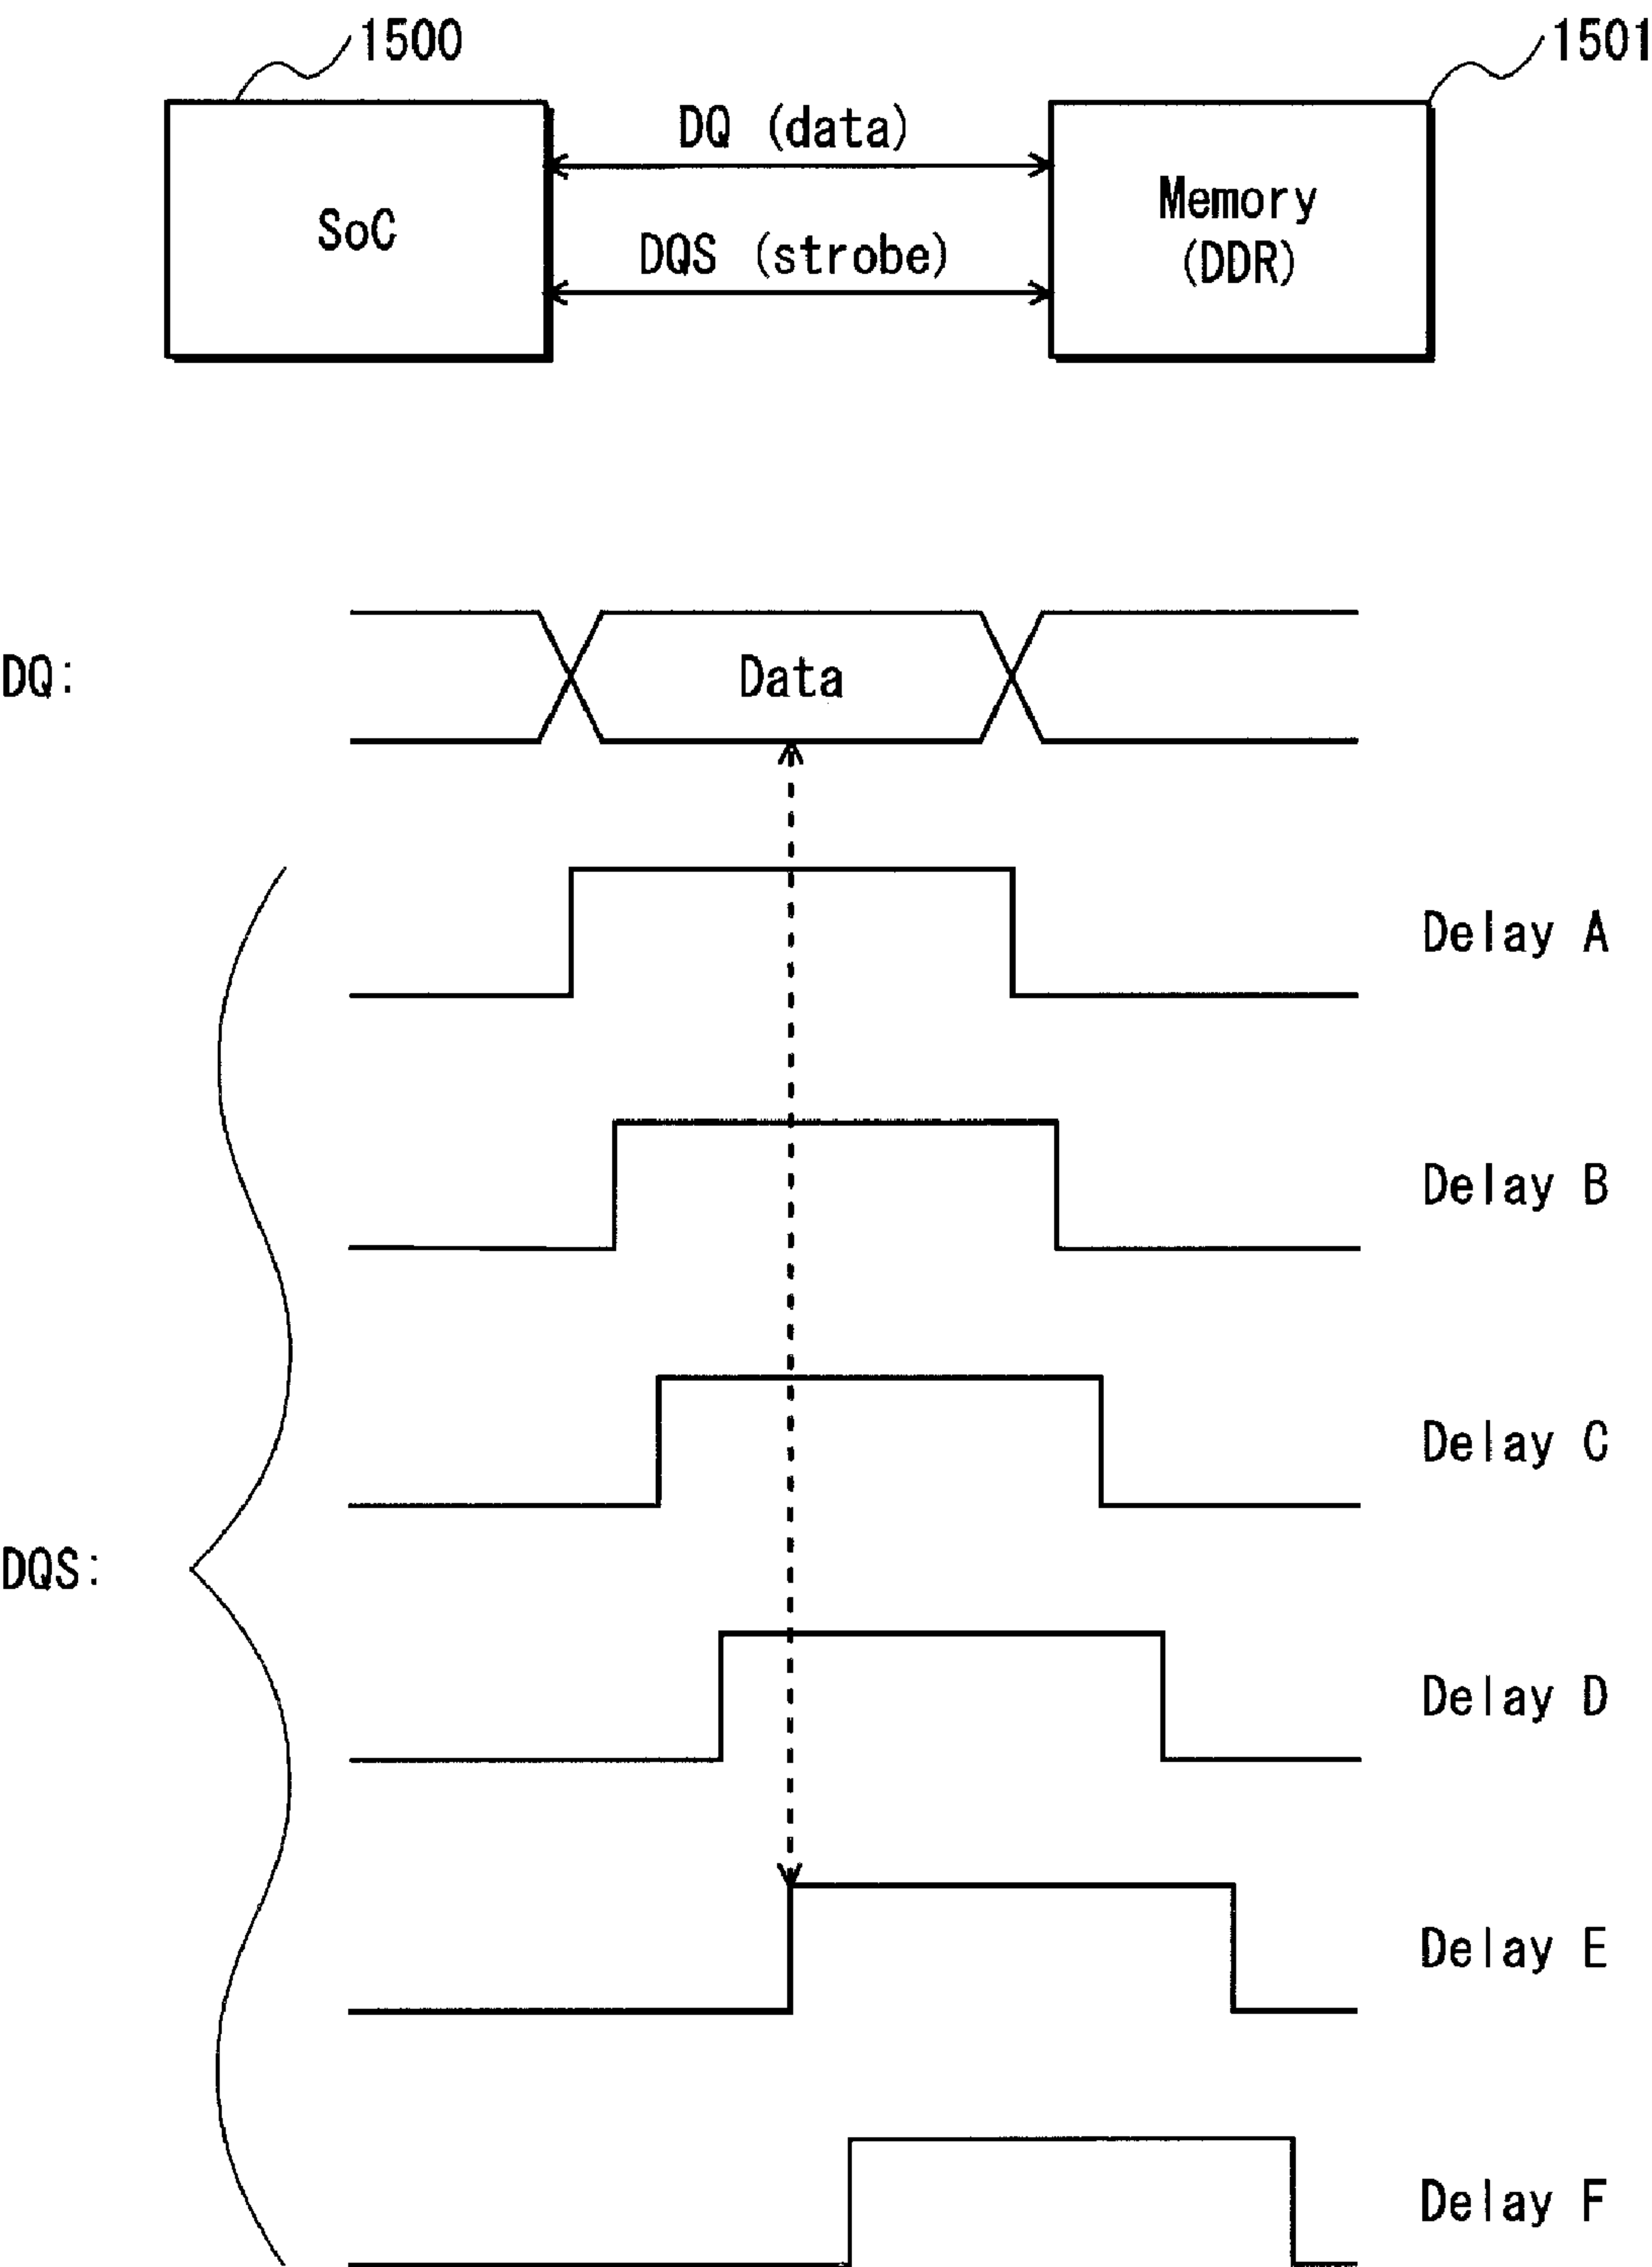 1500
1501
DQ (data)
SoC
Memory
(DDR)
DQS (strobe)
DQ:
Data
Delay A
Delay B
Delay C
DQS:
Delay D
Delay E
Delay F